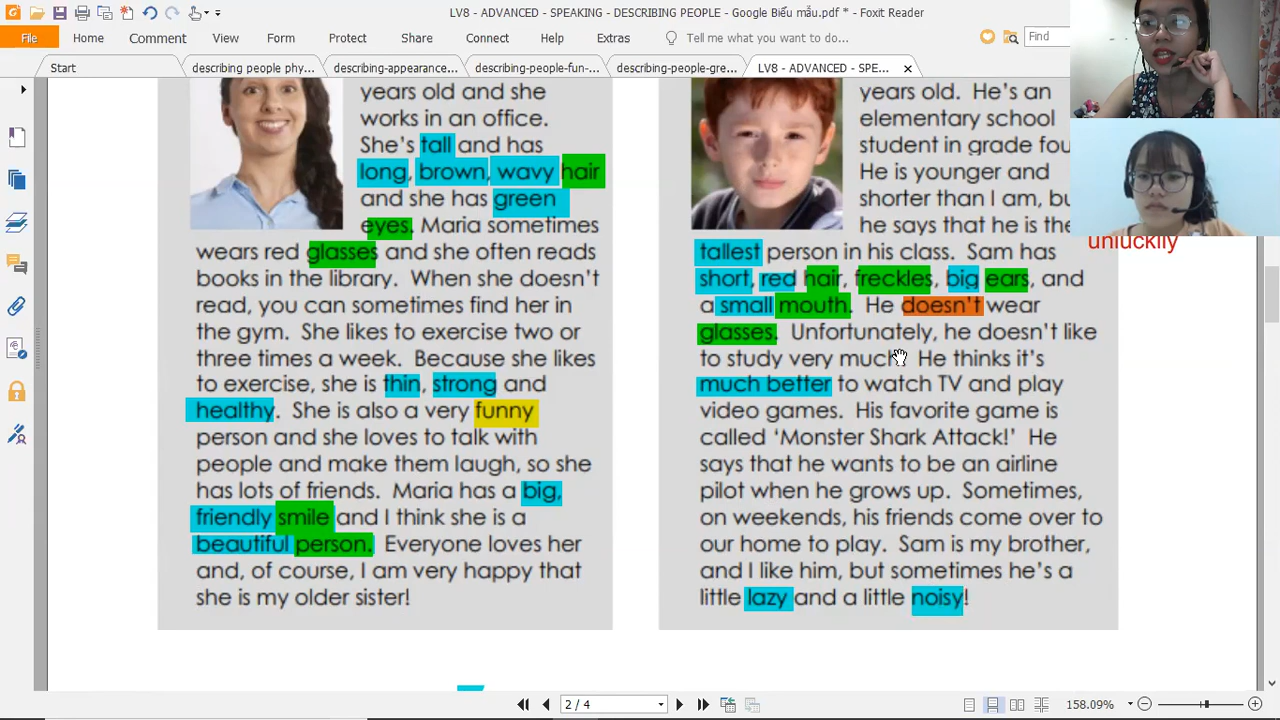 LV8 - ADVANCED - SPEAKING - DESCRIBING PEOPLE - Google Biểu mẫu.pdf * - Foxit Reader
File Home Comment View Form Protect Share Connect Help Extras Tell me what you want to do... Find
Start describing people phy... describing-appearance... describing-people-fun-... describing-people-gre... LV8 - ADVANCED - SPE...
years old and she
works in an office.
She's tall and has
long, brown, wavy hair
and she has green
eyes. Maria sometimes
wears red glasses and she often reads
books in the library. When she doesn't
read, you can sometimes find her in
the gym. She likes to exercise two or
three times a week. Because she likes
to exercise, she is thin, strong and
healthy. She is also a very funny
person and she loves to talk with
people and make them laugh, so she
has lots of friends. Maria has a big,
friendly smile and I think she is a
beautiful person. Everyone loves her
and, of course, I am very happy that
she is my older sister!
years old. He's an
elementary school
student in grade fou
He is younger and
shorter than I am, bu
he says that he is the
tallest person in his class. Sam has
short, red hair, freckles, big ears, and
a small mouth. He doesn't wear
glasses. Unfortunately, he doesn't like
to study very much. He thinks it's
much better to watch TV and play
video games. His favorite game is
called 'Monster Shark Attack!' He
says that he wants to be an airline
pilot when he grows up. Sometimes,
on weekends, his friends come over to
our home to play. Sam is my brother,
and I like him, but sometimes he's a
little lazy and a little noisy!
unluckily
2 / 4
158.09%